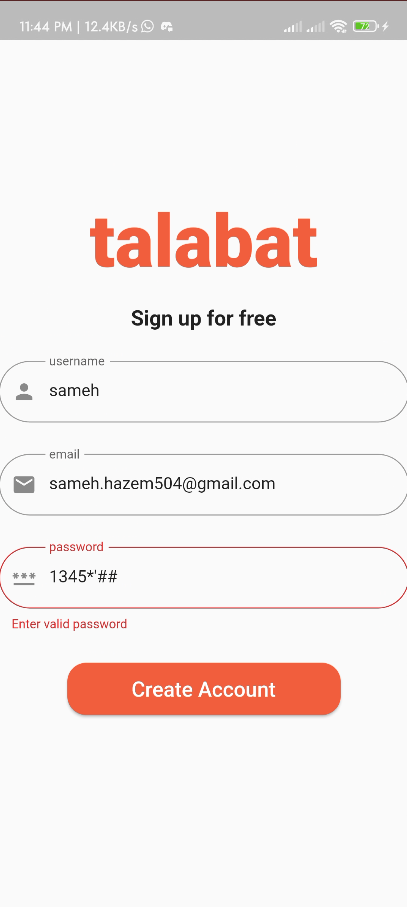 11:44 PM | 12.4KB/s
72
talabat
Sign up for free
username
sameh
email
sameh.hazem504@gmail.com
password
***
1345*'##
Enter valid password
Create Account